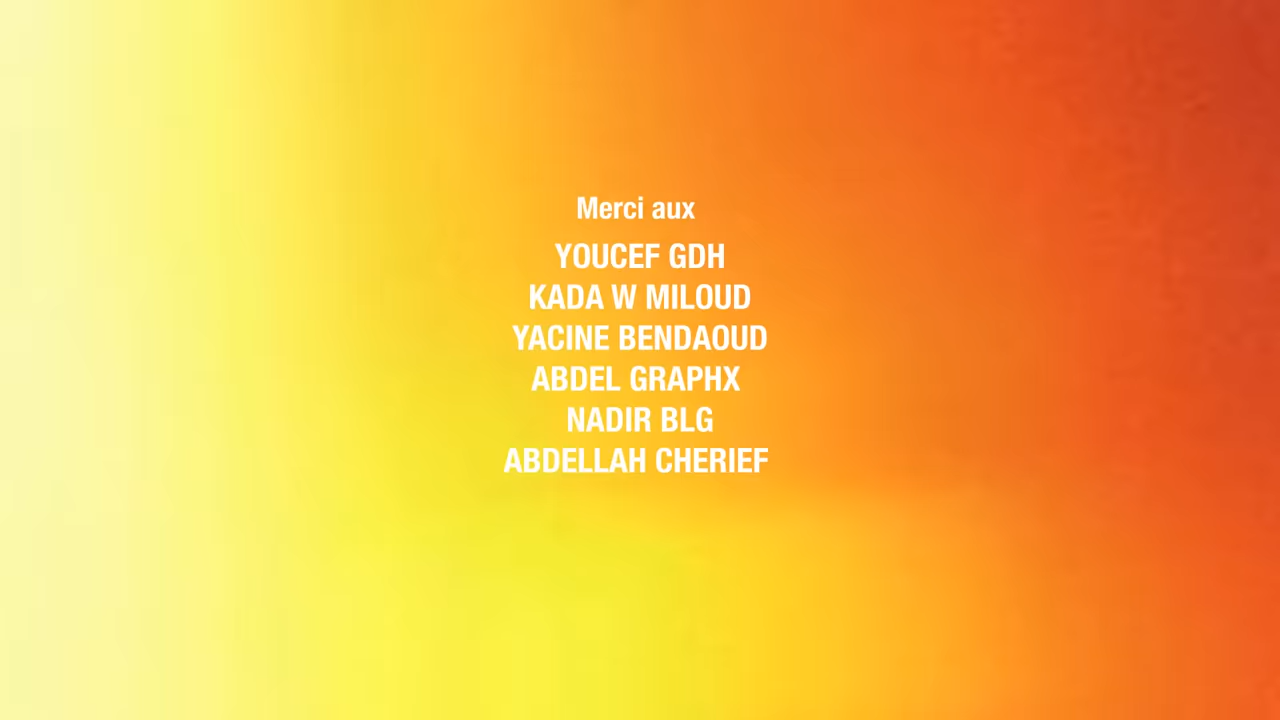 Merci aux
YOUCEF GDH
KADA W MILOUD
YACINE BENDAOUD
ABDEL GRAPHX
NADIR BLG
ABDELLAH CHERIEF